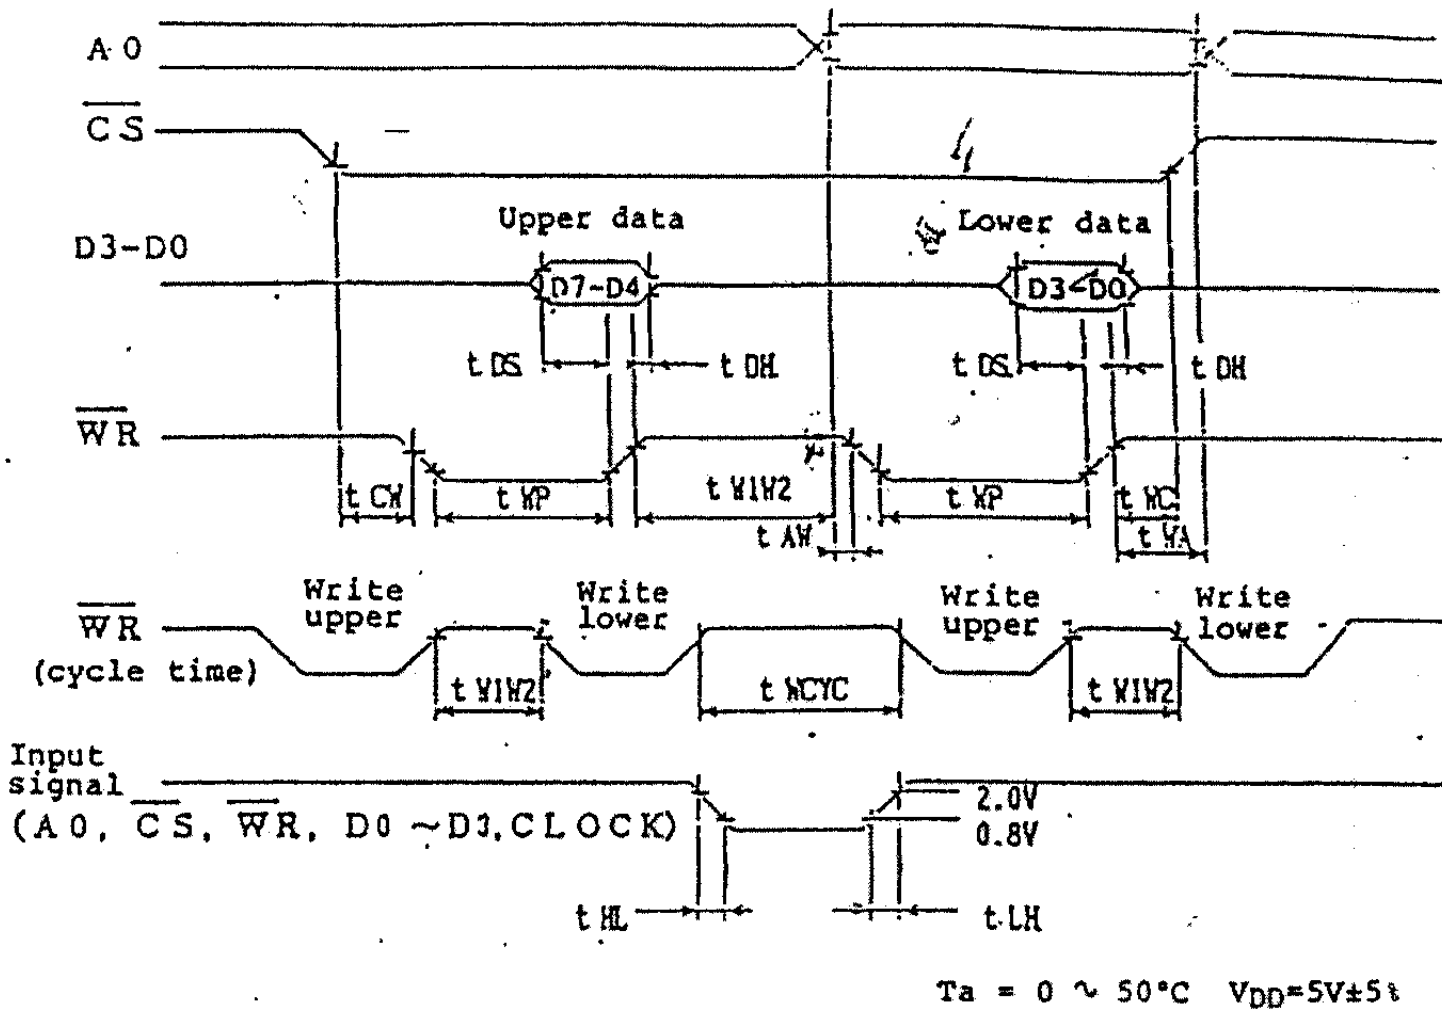 A0
CS
Upper data
Lower data
D3-D0
D7~D4
D3~D0
t DS
t DH
t DS
t DH
WR
t CW
t WP
t W1W2
t AW
t WP
t WC
t WA
Write upper
Write lower
Write upper
Write lower
WR
(cycle time)
t W1W2
t WCYC
t W1W2
Input
signal
(A0, CS, WR, D0 ~D3, CLOCK)
2.0V
0.8V
t HL
t LH
Ta = 0 ~ 50°C VDD=5V±5%